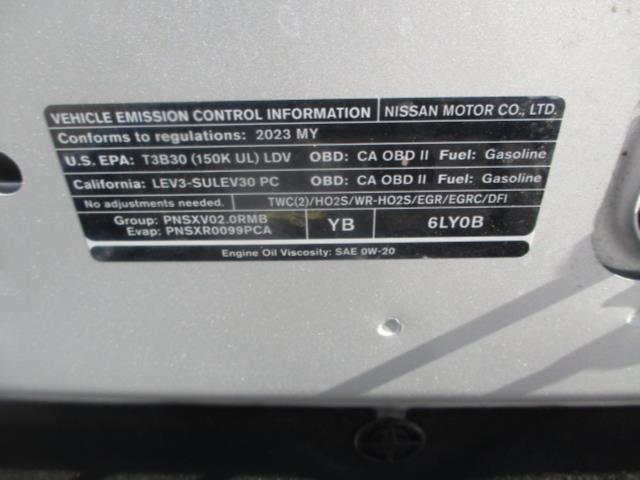 VEHICLE EMISSION CONTROL INFORMATION NISSAN MOTOR CO., LTD.
Conforms to regulations: 2023 MY
U.S. EPA: T3B30 (150K UL) LDV OBD: CA OBD II Fuel: Gasoline
California: LEV3-SULEV30 PC OBD: CA OBD II Fuel: Gasoline
No adjustments needed. TWC(2)/HO2S/WR-HO2S/EGR/EGRC/DFI
Group: PNSXV02.0RMB
Evap: PNSXR0099PCA
YB
6LY0B
Engine Oil Viscosity: SAE 0W-20